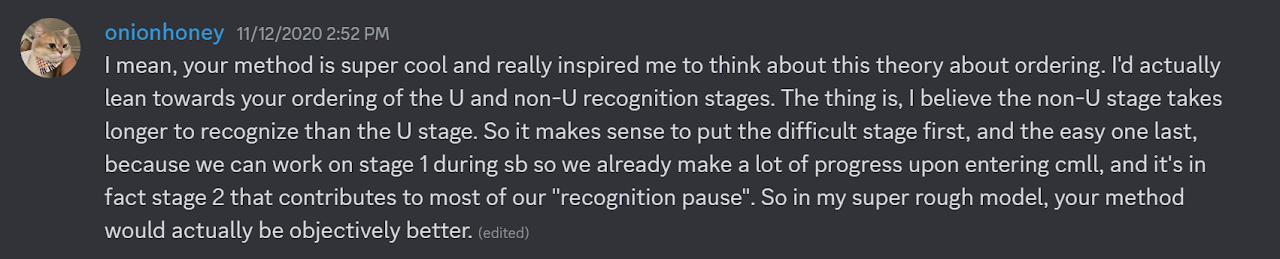 onionhoney 11/12/2020 2:52 PM
I mean, your method is super cool and really inspired me to think about this theory about ordering. I'd actually
lean towards your ordering of the U and non-U recognition stages. The thing is, I believe the non-U stage takes
longer to recognize than the U stage. So it makes sense to put the difficult stage first, and the easy one last,
because we can work on stage 1 during sb so we already make a lot of progress upon entering cmll, and it's in
fact stage 2 that contributes to most of our "recognition pause". So in my super rough model, your method
would actually be objectively better. (edited)